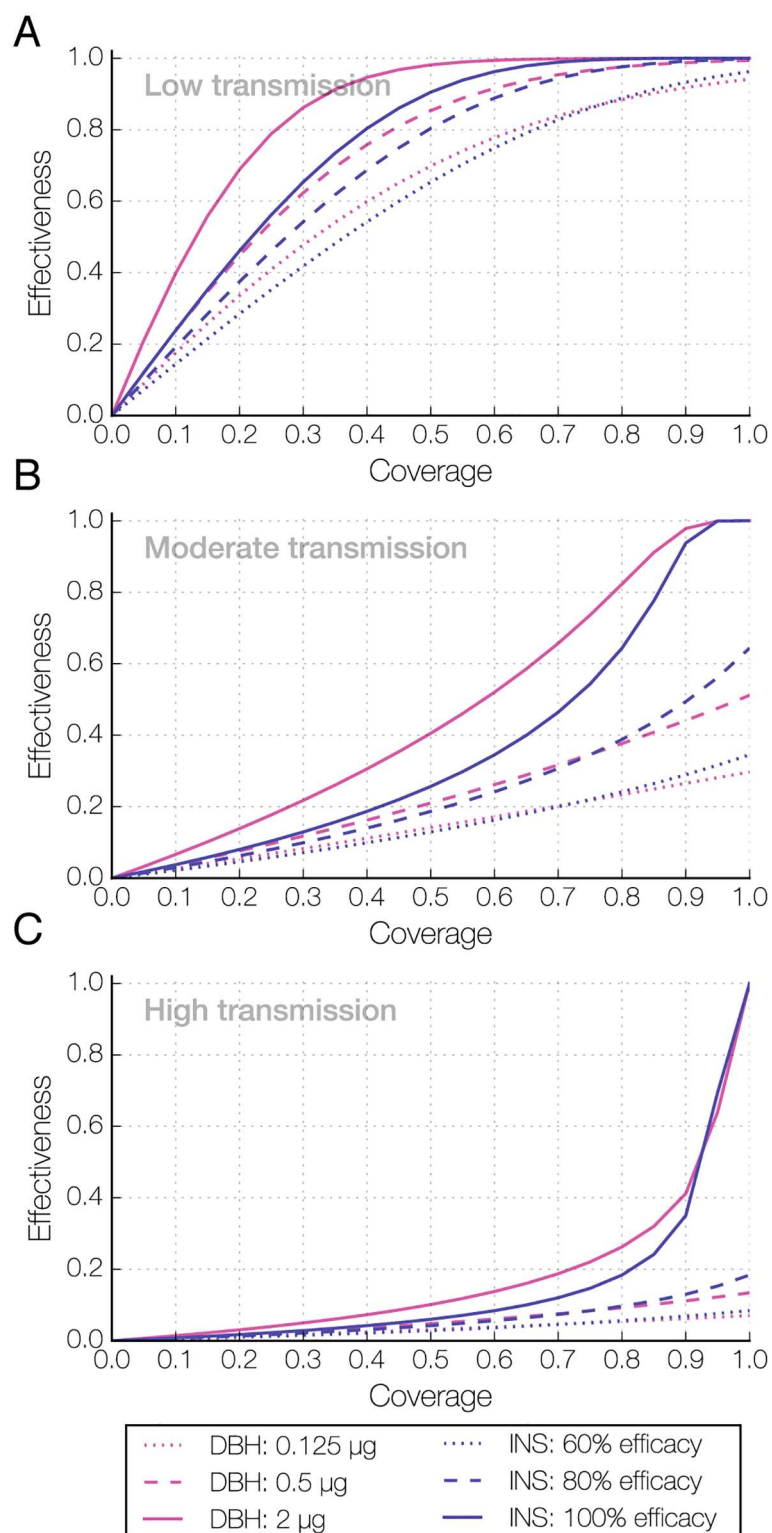 A
Low transmission
1.0
0.8
0.6
0.4
0.2
0.0
Effectiveness
0.0 0.1 0.2 0.3 0.4 0.5 0.6 0.7 0.8 0.9 1.0
Coverage
B
Moderate transmission
1.0
0.8
0.6
0.4
0.2
0.0
Effectiveness
0.0 0.1 0.2 0.3 0.4 0.5 0.6 0.7 0.8 0.9 1.0
Coverage
C
High transmission
1.0
0.8
0.6
0.4
0.2
0.0
Effectiveness
0.0 0.1 0.2 0.3 0.4 0.5 0.6 0.7 0.8 0.9 1.0
Coverage
DBH: 0.125 µg INS: 60% efficacy
DBH: 0.5 µg INS: 80% efficacy
DBH: 2 µg INS: 100% efficacy